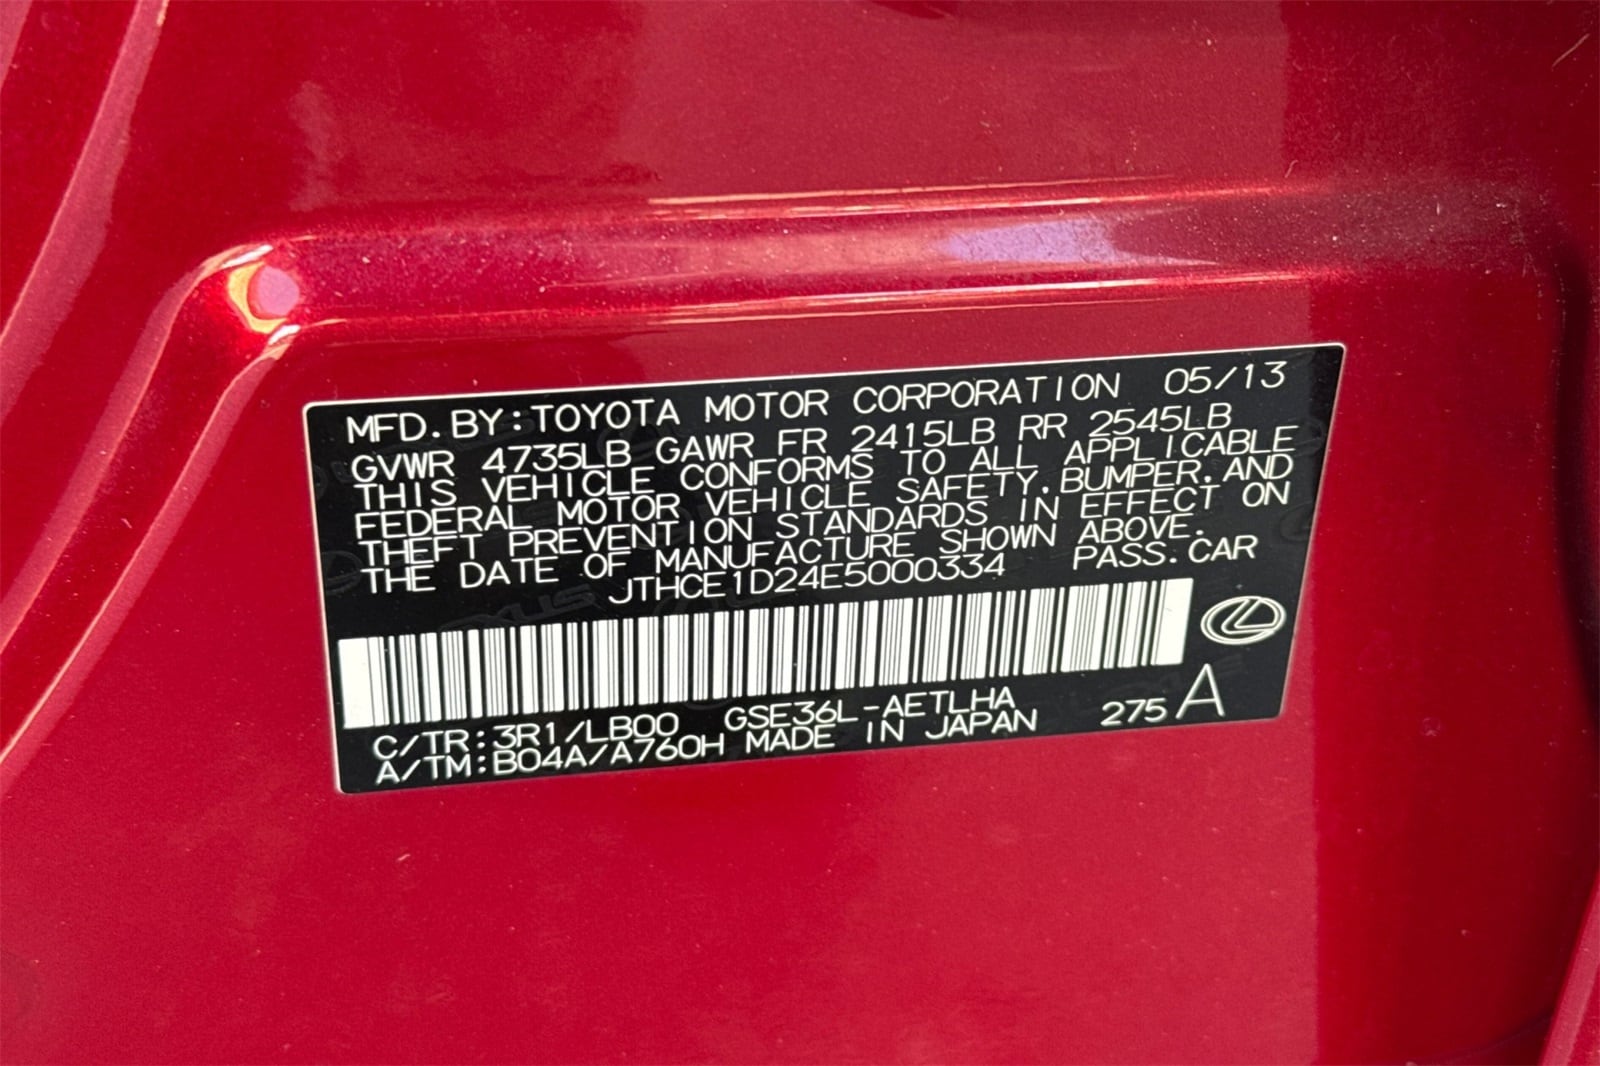 MFD. BY: TOYOTA MOTOR CORPORATION 05/13
GVWR 4735LB GAWR FR 2415LB RR 2545LB
THIS VEHICLE CONFORMS TO ALL APPLICABLE
FEDERAL MOTOR VEHICLE SAFETY, BUMPER, AND
THEFT PREVENTION STANDARDS IN EFFECT ON
THE DATE OF MANUFACTURE SHOWN ABOVE.
JTHCE1D24E5000334 PASS. CAR
C/TR: 3R1/LB00 GSE36L-AETLHA
A/TM: B04A/A760H MADE IN JAPAN 275 A